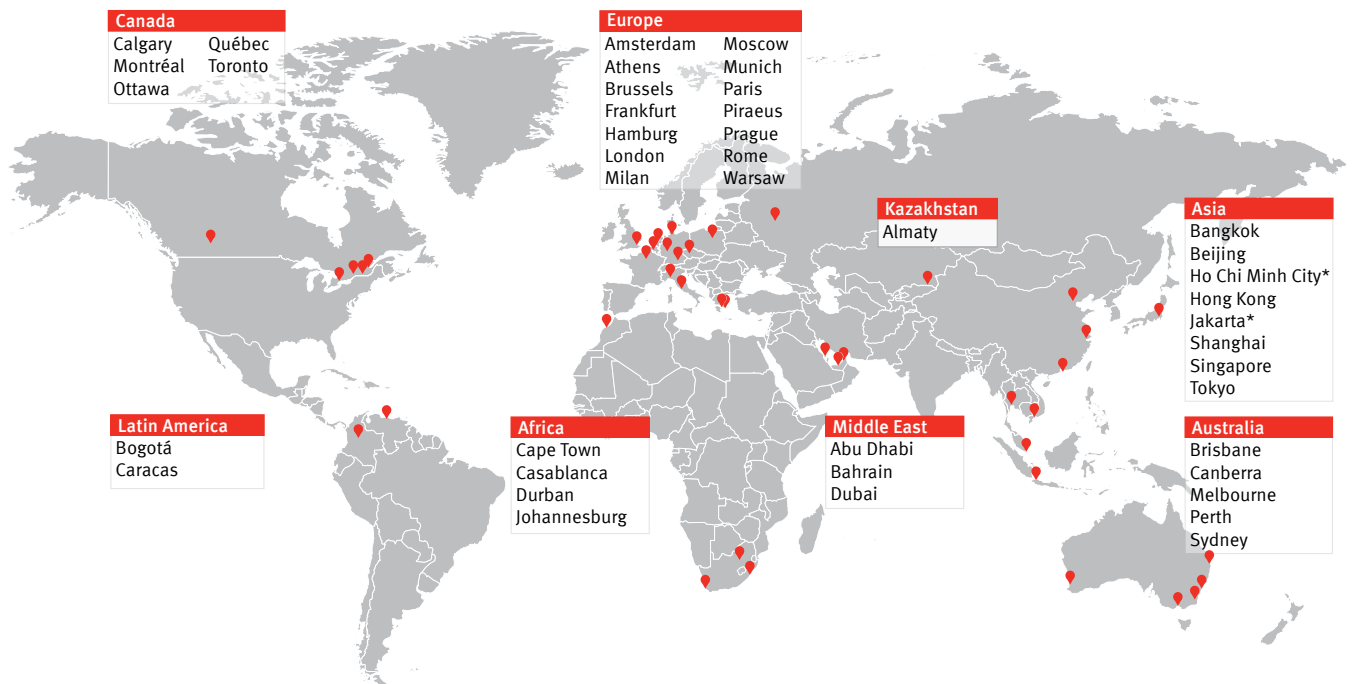 Canada
Calgary Québec
Montréal Toronto
Ottawa
Europe
Amsterdam Moscow
Athens Munich
Brussels Paris
Frankfurt Piraeus
Hamburg Prague
London Rome
Milan Warsaw
Kazakhstan
Almaty
Asia
Bangkok
Beijing
Ho Chi Minh City*
Hong Kong
Jakarta*
Shanghai
Singapore
Tokyo
Latin America
Bogotá
Caracas
Africa
Cape Town
Casablanca
Durban
Johannesburg
Middle East
Abu Dhabi
Bahrain
Dubai
Australia
Brisbane
Canberra
Melbourne
Perth
Sydney